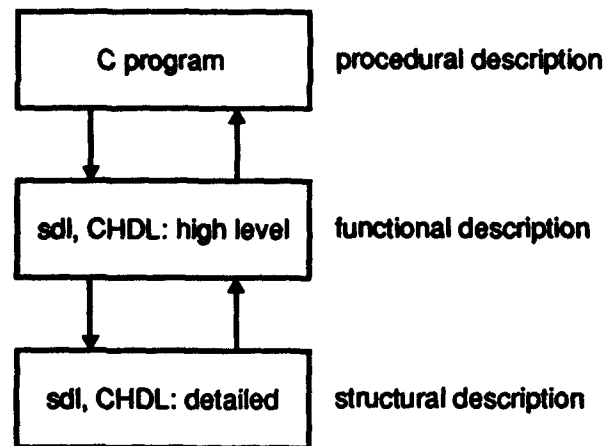 C program procedural description
sdl, CHDL: high level functional description
sdl, CHDL: detailed structural description